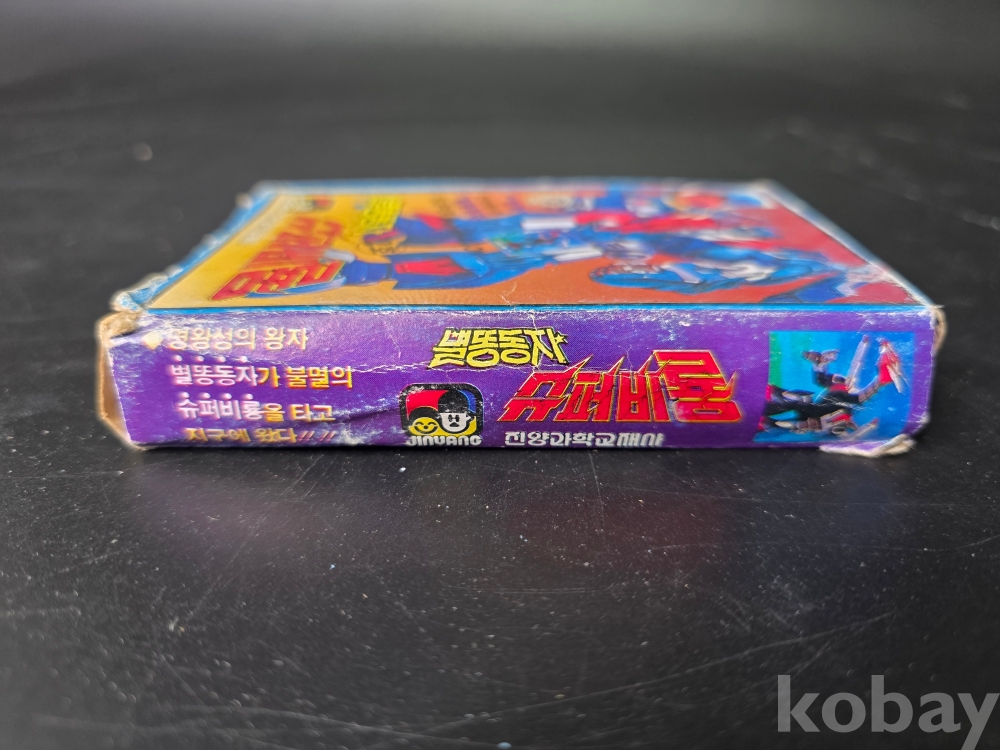 명왕성의 왕자
별똥동자가 불멸의
슈퍼비룡을 타고
지구에 왔다!!
별똥동자
슈퍼비룡
JINYANG
진양과학교재사
kobay